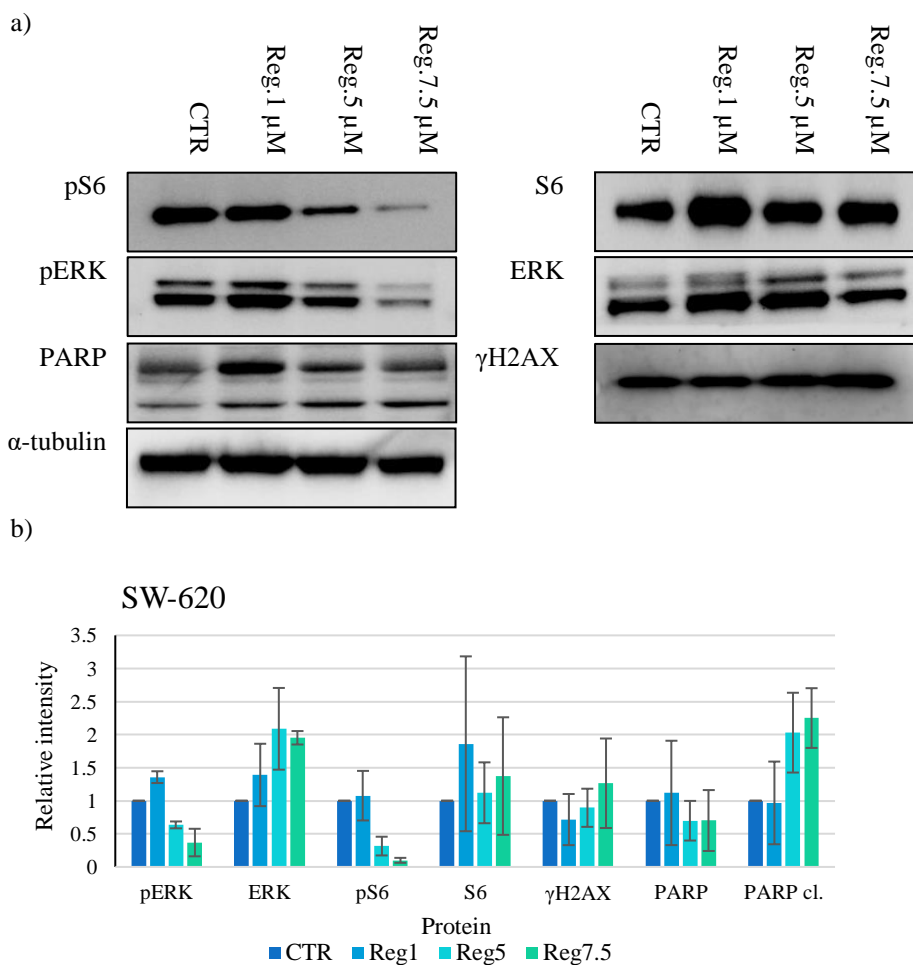 a)
CTR
Reg.1 µM
Reg.5 µM
Reg.7.5 µM
pS6
pERK
PARP
α-tubulin
CTR
Reg.1 µM
Reg.5 µM
Reg.7.5 µM
S6
ERK
γH2AX
b)
SW-620
Relative intensity
3.5
3
2.5
2
1.5
1
0.5
0
pERK ERK pS6 S6 γH2AX PARP PARP cl.
Protein
CTR Reg1 Reg5 Reg7.5